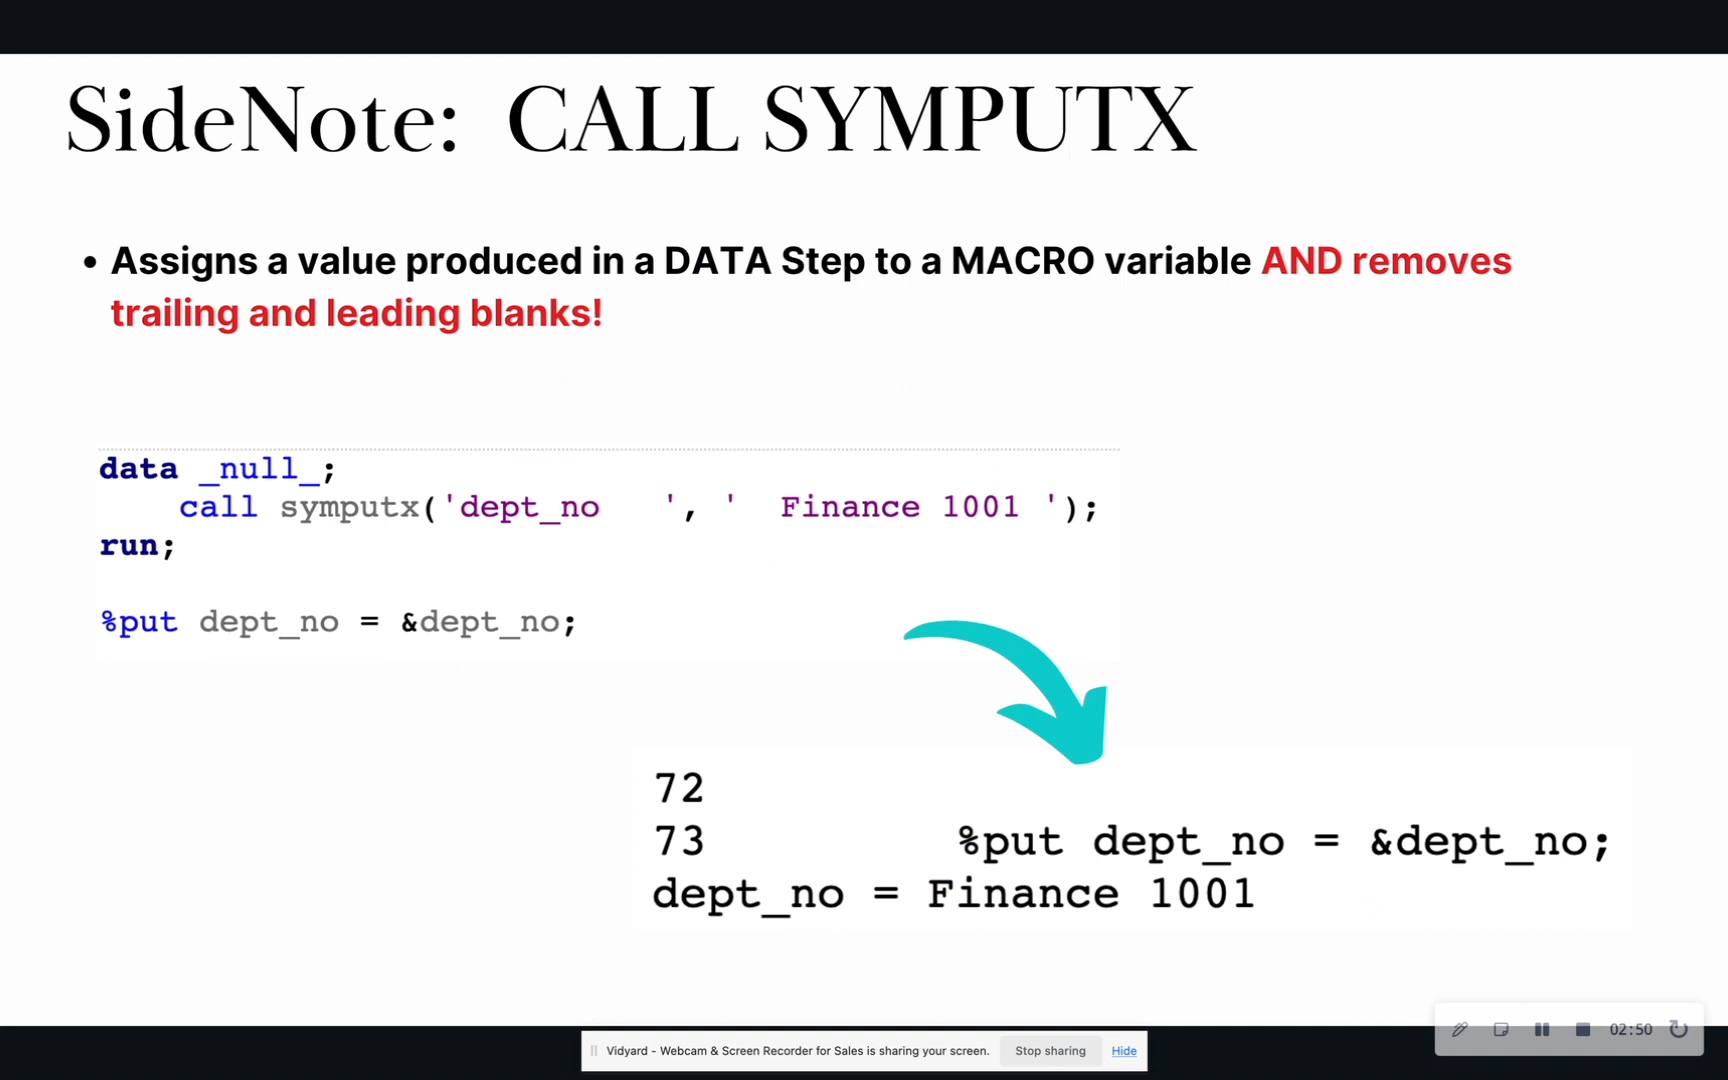 SideNote: CALL SYMPUTX
• Assigns a value produced in a DATA Step to a MACRO variable AND removes
trailing and leading blanks!
data _null_;
    call symputx('dept_no   ', '  Finance 1001 ');
run;
%put dept_no = &dept_no;
72
73          %put dept_no = &dept_no;
dept_no = Finance 1001
02:50
Vidyard - Webcam & Screen Recorder for Sales is sharing your screen. Stop sharing Hide